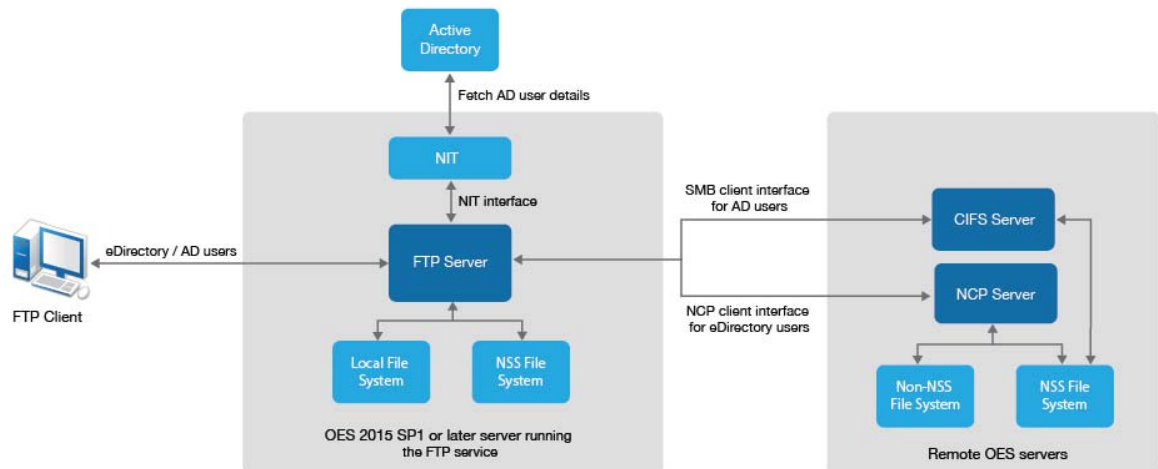 Active
Directory
Fetch AD user details
NIT
NIT interface
eDirectory / AD users
FTP Client
FTP Server
Local File
System
NSS File
System
OES 2015 SP1 or later server running
the FTP service
SMB client interface
for AD users
NCP client interface
for eDirectory users
CIFS Server
NCP Server
Non-NSS
File System
NSS File
System
Remote OES servers